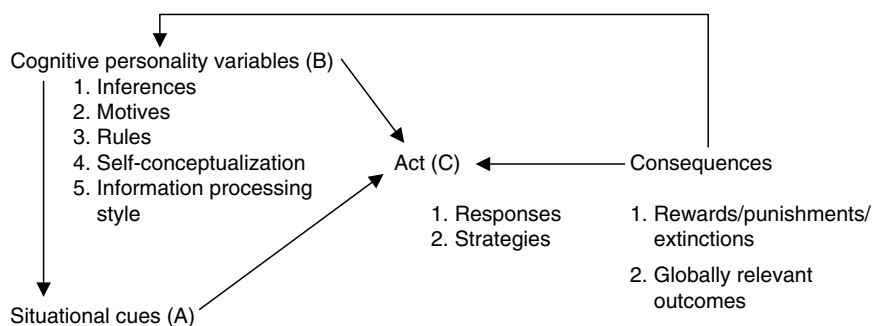 Cognitive personality variables (B)
1. Inferences
2. Motives
3. Rules
4. Self-conceptualization
5. Information processing
style
Act (C)
1. Responses
2. Strategies
Consequences
1. Rewards/punishments/
extinctions
2. Globally relevant
outcomes
Situational cues (A)